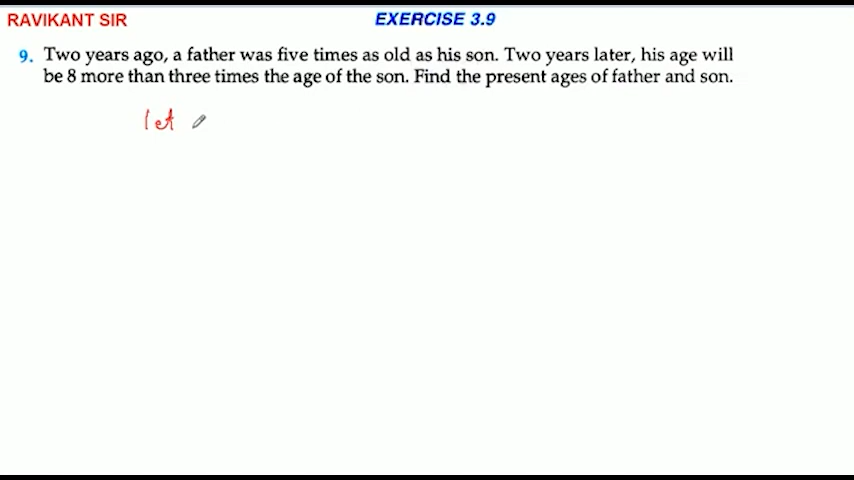 RAVIKANT SIR
EXERCISE 3.9
9. Two years ago, a father was five times as old as his son. Two years later, his age will
be 8 more than three times the age of the son. Find the present ages of father and son.
let